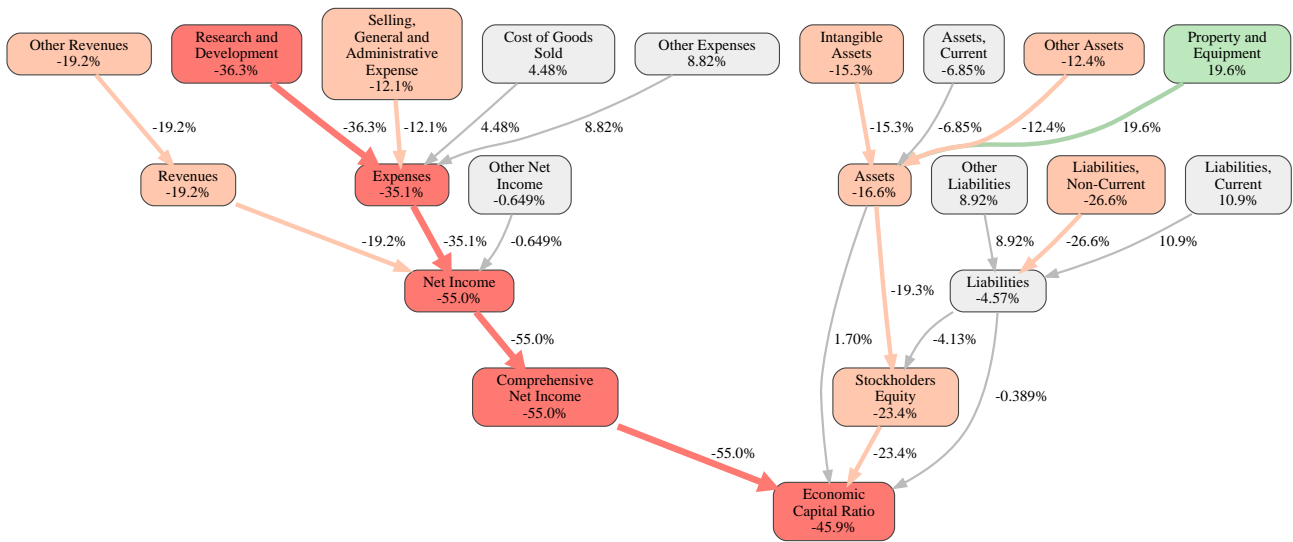 Other Revenues
-19.2%
Research and
Development
-36.3%
Selling,
General and
Administrative
Expense
-12.1%
Cost of Goods
Sold
4.48%
Other Expenses
8.82%
Intangible
Assets
-15.3%
Assets,
Current
-6.85%
Other Assets
-12.4%
Property and
Equipment
19.6%
-19.2%
-36.3%
-12.1%
4.48%
8.82%
-15.3%
-6.85%
-12.4%
19.6%
Revenues
-19.2%
Expenses
-35.1%
Other Net
Income
-0.649%
Assets
-16.6%
Other
Liabilities
8.92%
Liabilities,
Non-Current
-26.6%
Liabilities,
Current
10.9%
-19.2%
-35.1%
-0.649%
8.92%
-26.6%
10.9%
Net Income
-55.0%
Liabilities
-4.57%
-19.3%
-55.0%
1.70%
-4.13%
Comprehensive
Net Income
-55.0%
Stockholders
Equity
-23.4%
-0.389%
-55.0%
-23.4%
Economic
Capital Ratio
-45.9%